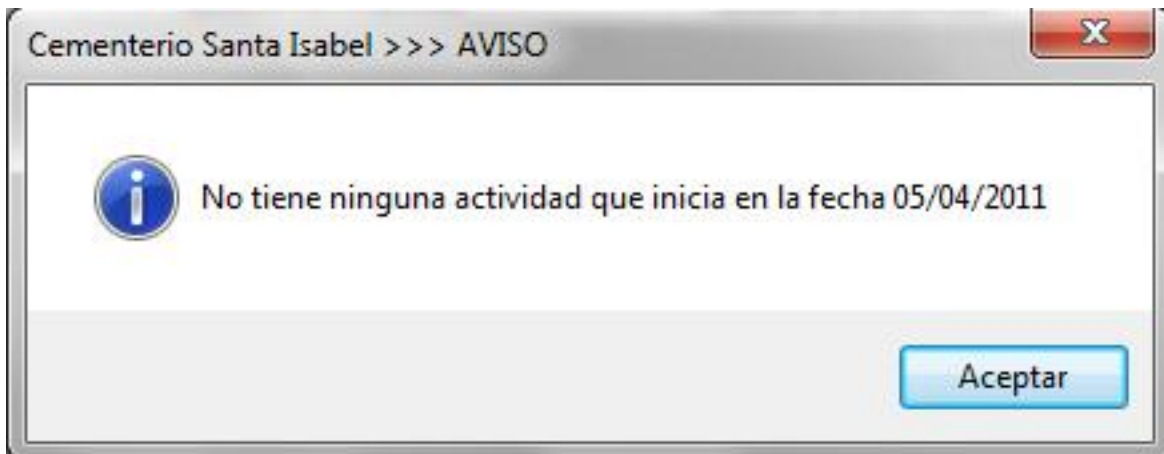 Cementerio Santa Isabel >>> AVISO
No tiene ninguna actividad que inicia en la fecha 05/04/2011
Aceptar